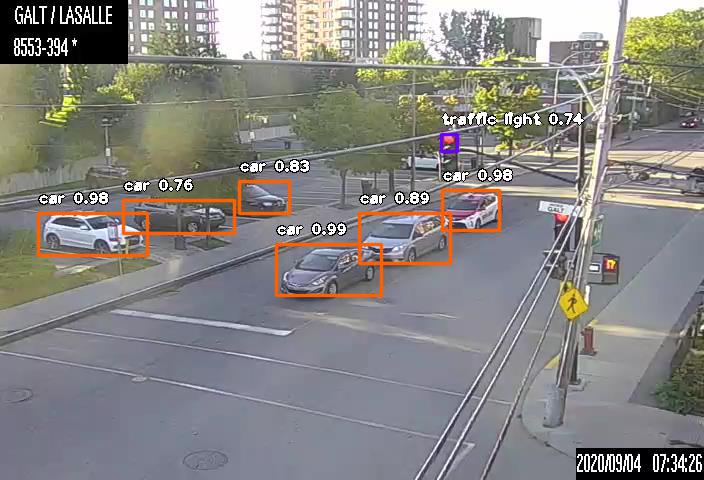 GALT / LASALLE
8553-394 *
traffic light 0.74
car 0.83
car 0.98
car 0.76
car 0.98
car 0.89
car 0.99
GALT
2020/09/04 07:34:26